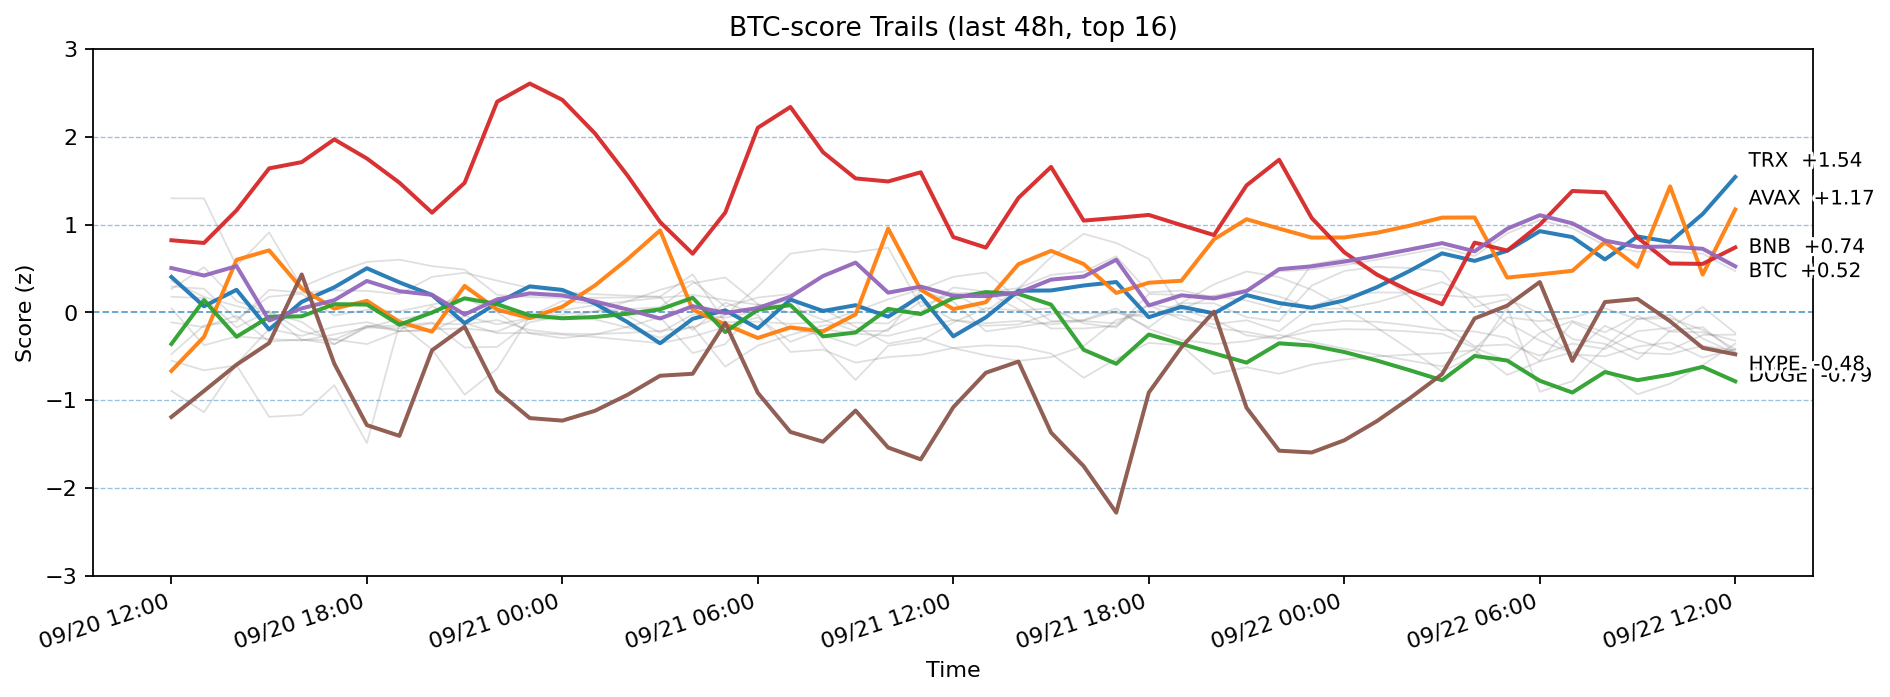 BTC-score Trails (last 48h, top 16)
Score (z)
3
2
1
0
−1
−2
−3
TRX +1.54
AVAX +1.17
BNB +0.74
BTC +0.52
HYPE -0.48
DOGE -0.79
09/20 12:00
09/20 18:00
09/21 00:00
09/21 06:00
09/21 12:00
09/21 18:00
09/22 00:00
09/22 06:00
09/22 12:00
Time